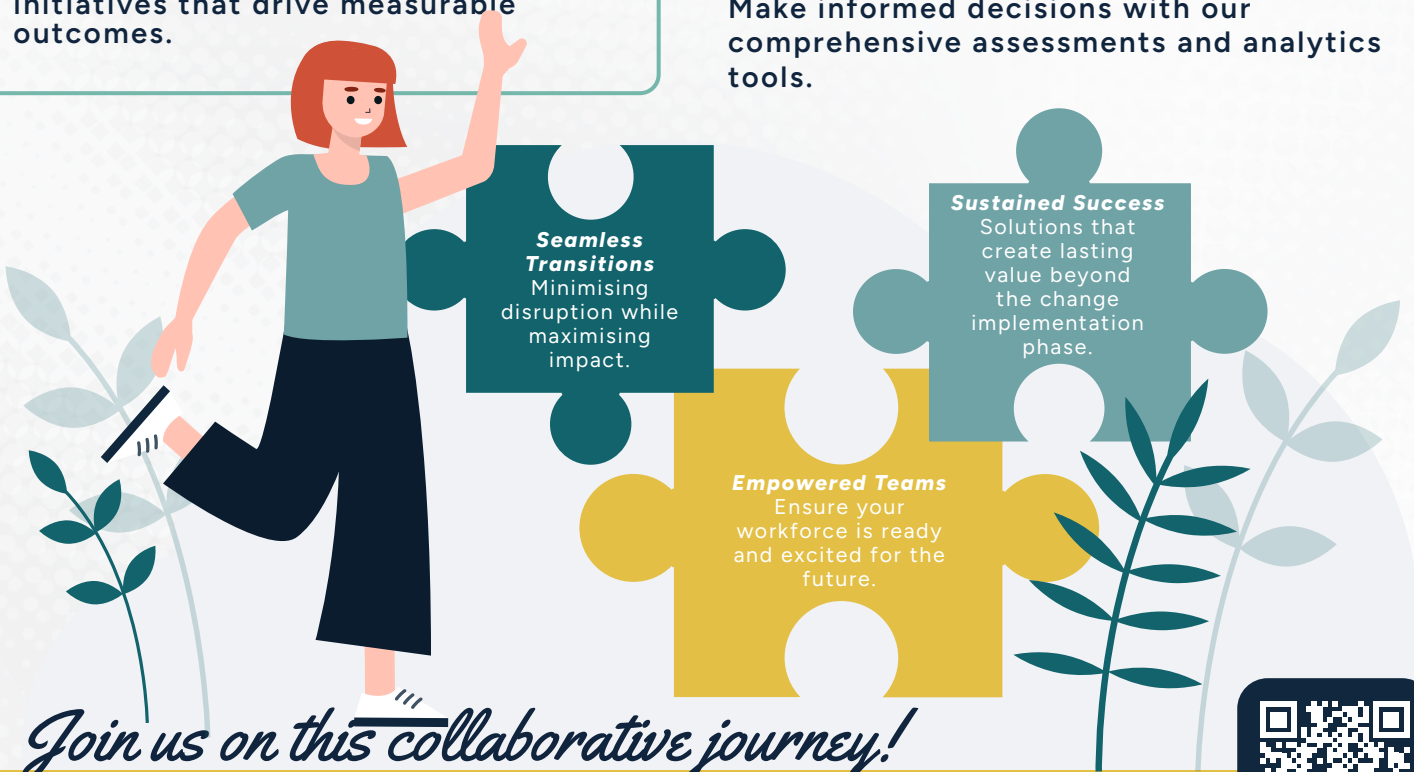 initiatives that drive measurable
outcomes.
Make informed decisions with our
comprehensive assessments and analytics
tools.
Seamless
Transitions
Minimising
disruption while
maximising
impact.
Sustained Success
Solutions that
create lasting
value beyond
the change
implementation
phase.
Empowered Teams
Ensure your
workforce is ready
and excited for the
future.
Join us on this collaborative journey!